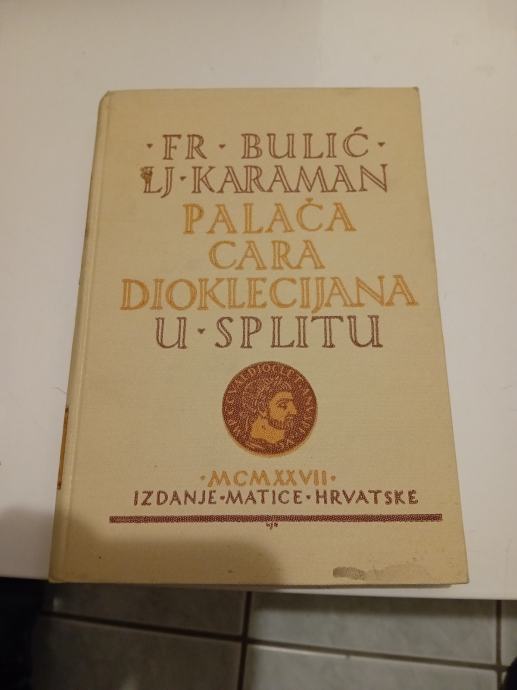 · FR · BULIĆ ·
LJ · KARAMAN
PALAČA
CARA
DIOKLECIJANA
U · SPLITU
· MCMXXVII ·
IZDANJE · MATICE · HRVATSKE